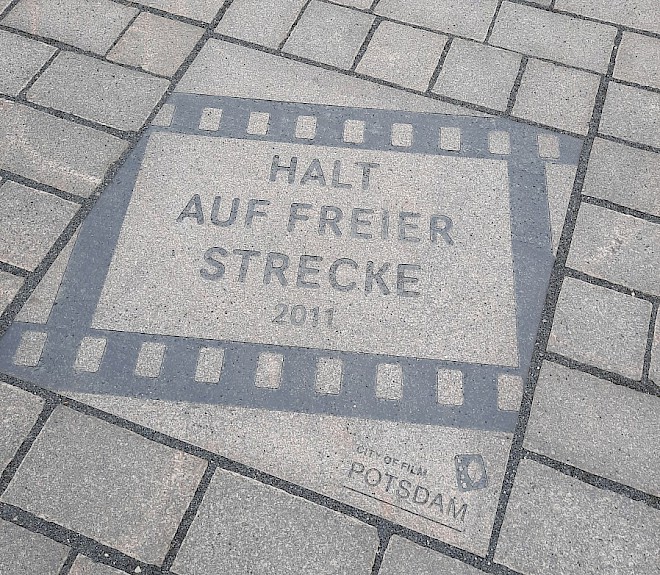 HALT
AUF FREIER
STRECKE
2011
CITY OF FILM
POTSDAM